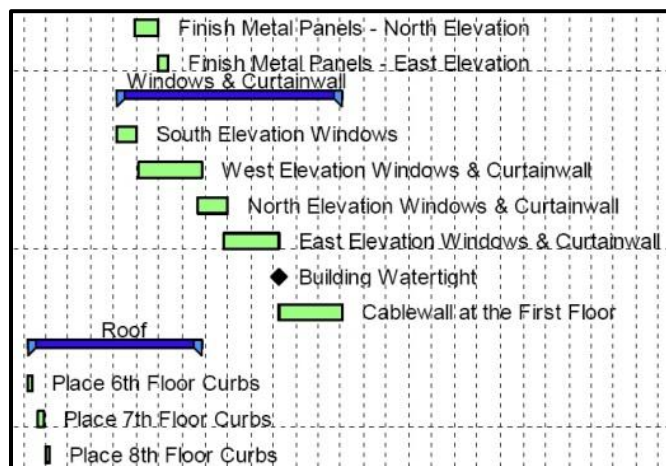 Finish Metal Panels - North Elevation
Finish Metal Panels - East Elevation
Windows & Curtainwall
South Elevation Windows
West Elevation Windows & Curtainwall
North Elevation Windows & Curtainwall
East Elevation Windows & Curtainwall
Building Watertight
Cablewall at the First Floor
Roof
Place 6th Floor Curbs
Place 7th Floor Curbs
Place 8th Floor Curbs